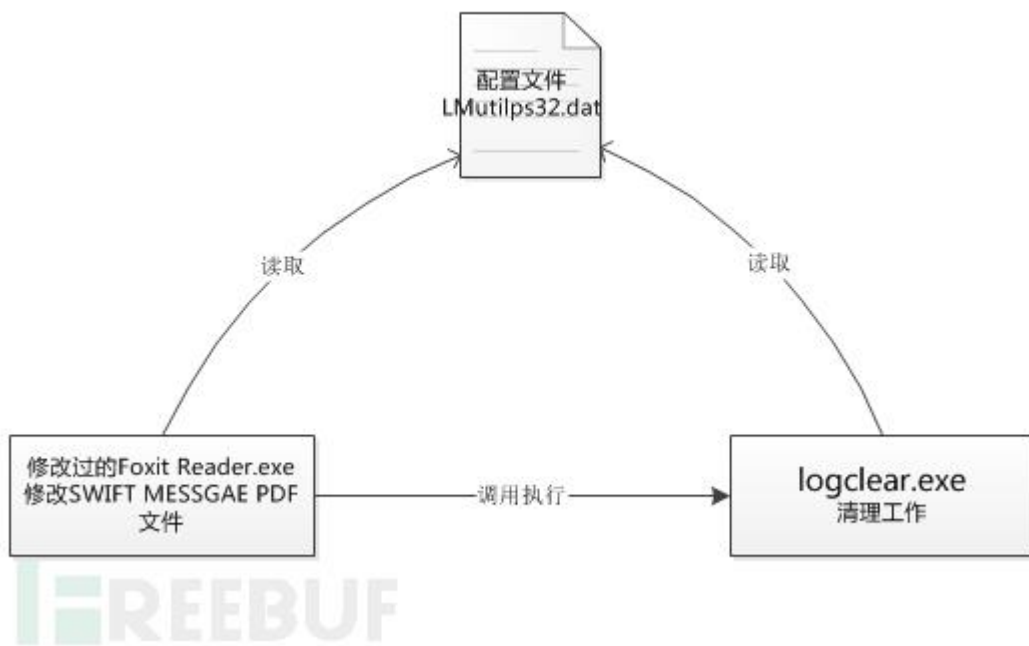 配置文件
LMutilps32.dat
读取
读取
修改过的Foxit Reader.exe
修改SWIFT MESSGAE PDF
文件
调用执行
logclear.exe
清理工作
FREEBUF